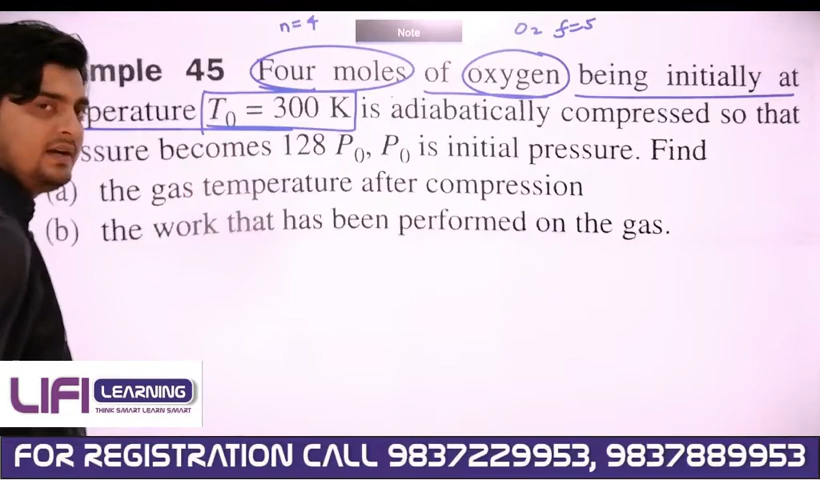 n=4
Note
O2 f=5
mple 45 Four moles of oxygen being initially at
perature T₀ = 300 K is adiabatically compressed so that
ssure becomes 128 P₀, P₀ is initial pressure. Find
(a) the gas temperature after compression
(b) the work that has been performed on the gas.
LIFI LEARNING
THINK SMART LEARN SMART
FOR REGISTRATION CALL 9837229953, 9837889953